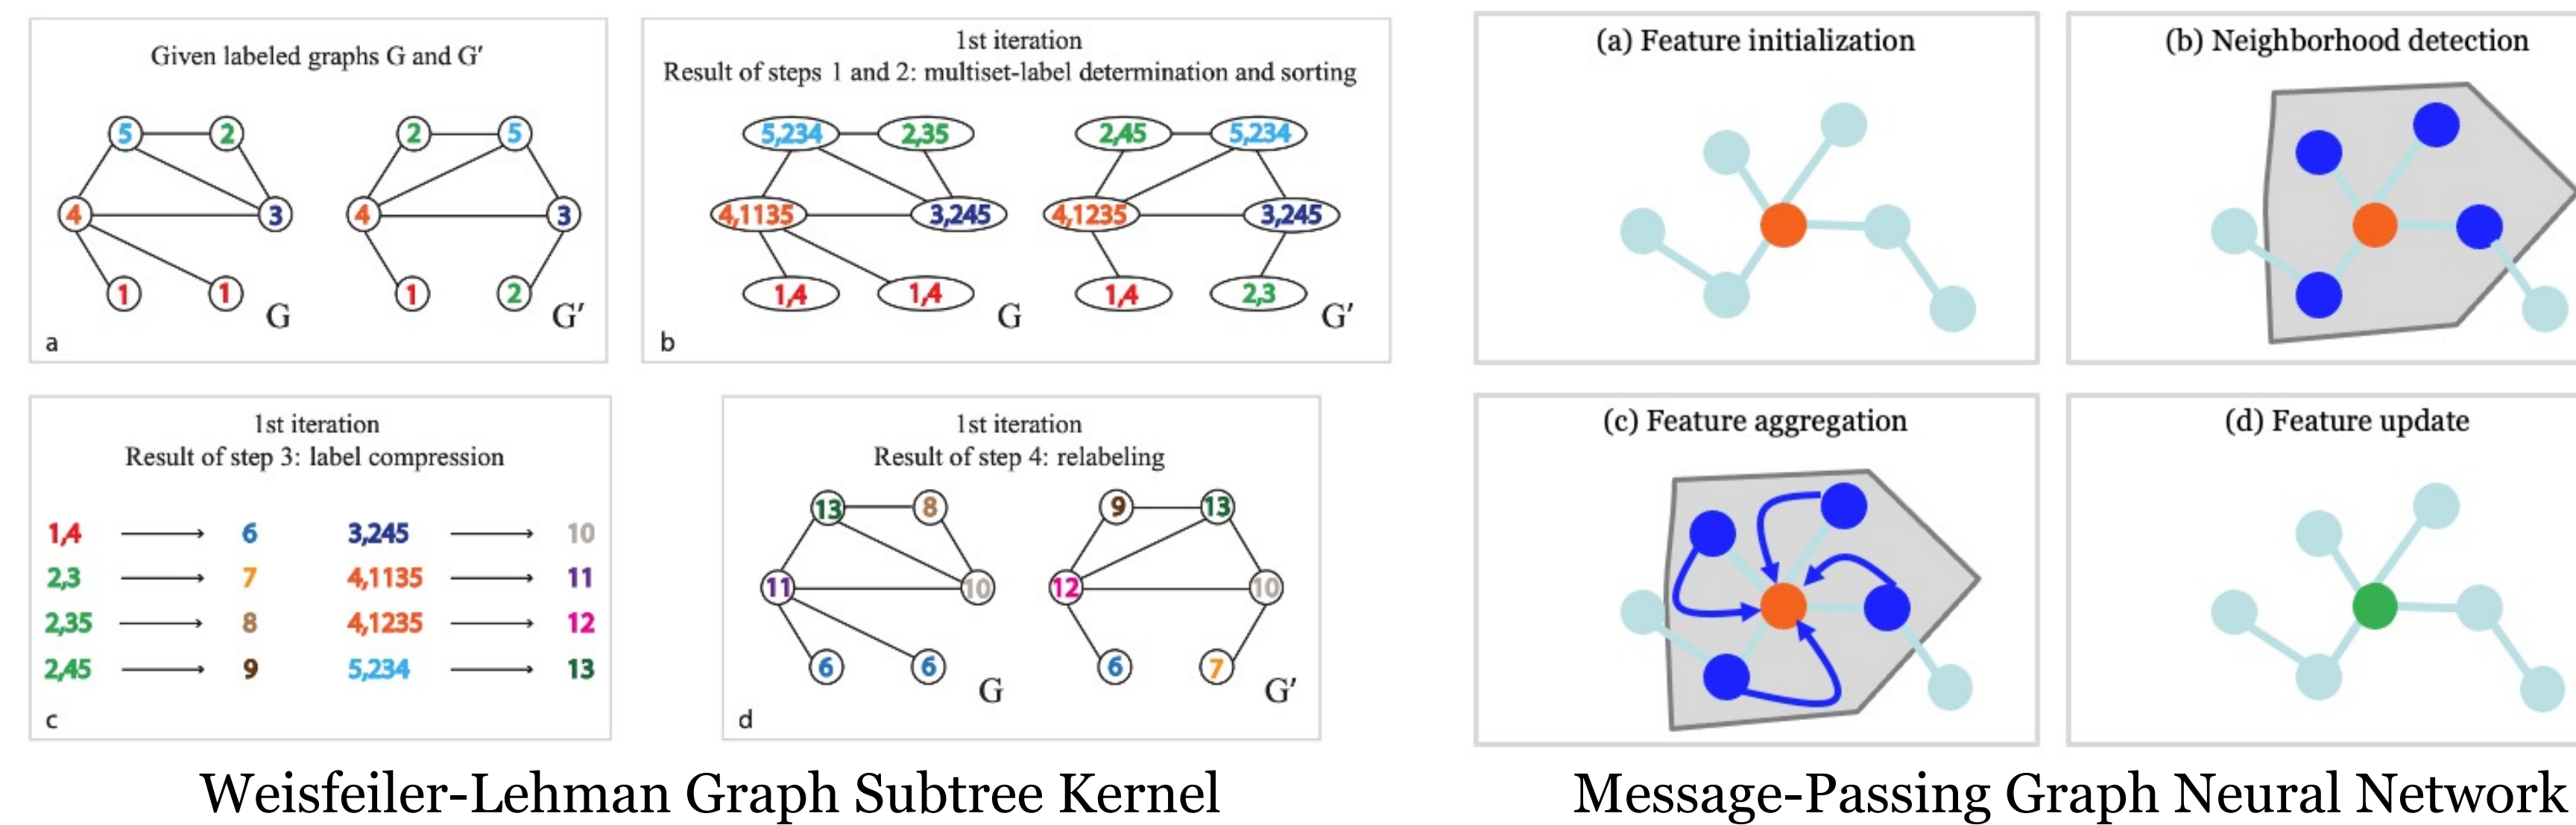 Given labeled graphs G and G′
5 2 2 5
4 3 4 3
1 1 G 1 2 G′
a
1st iteration
Result of steps 1 and 2: multiset-label determination and sorting
5,234 2,35 2,45 5,234
4,1135 3,245 4,1235 3,245
1,4 1,4 G 1,4 2,3 G′
b
1st iteration
Result of step 3: label compression
1,4 → 6 3,245 → 10
2,3 → 7 4,1135 → 11
2,35 → 8 4,1235 → 12
2,45 → 9 5,234 → 13
c
1st iteration
Result of step 4: relabeling
13 8 9 13
11 10 12 10
6 6 G 6 7 G′
d
Weisfeiler-Lehman Graph Subtree Kernel
(a) Feature initialization
(b) Neighborhood detection
(c) Feature aggregation
(d) Feature update
Message-Passing Graph Neural Network